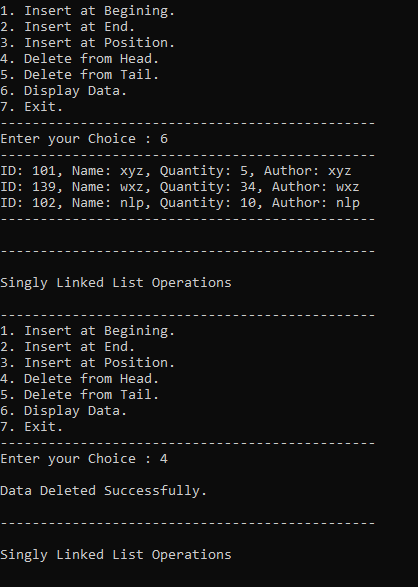 1. Insert at Begining.
2. Insert at End.
3. Insert at Position.
4. Delete from Head.
5. Delete from Tail.
6. Display Data.
7. Exit.
-----------------------------------------------
Enter your Choice : 6
-----------------------------------------------
ID: 101, Name: xyz, Quantity: 5, Author: xyz
ID: 139, Name: wxz, Quantity: 34, Author: wxz
ID: 102, Name: nlp, Quantity: 10, Author: nlp
-----------------------------------------------
-----------------------------------------------
Singly Linked List Operations
-----------------------------------------------
1. Insert at Begining.
2. Insert at End.
3. Insert at Position.
4. Delete from Head.
5. Delete from Tail.
6. Display Data.
7. Exit.
-----------------------------------------------
Enter your Choice : 4
Data Deleted Successfully.
-----------------------------------------------
Singly Linked List Operations